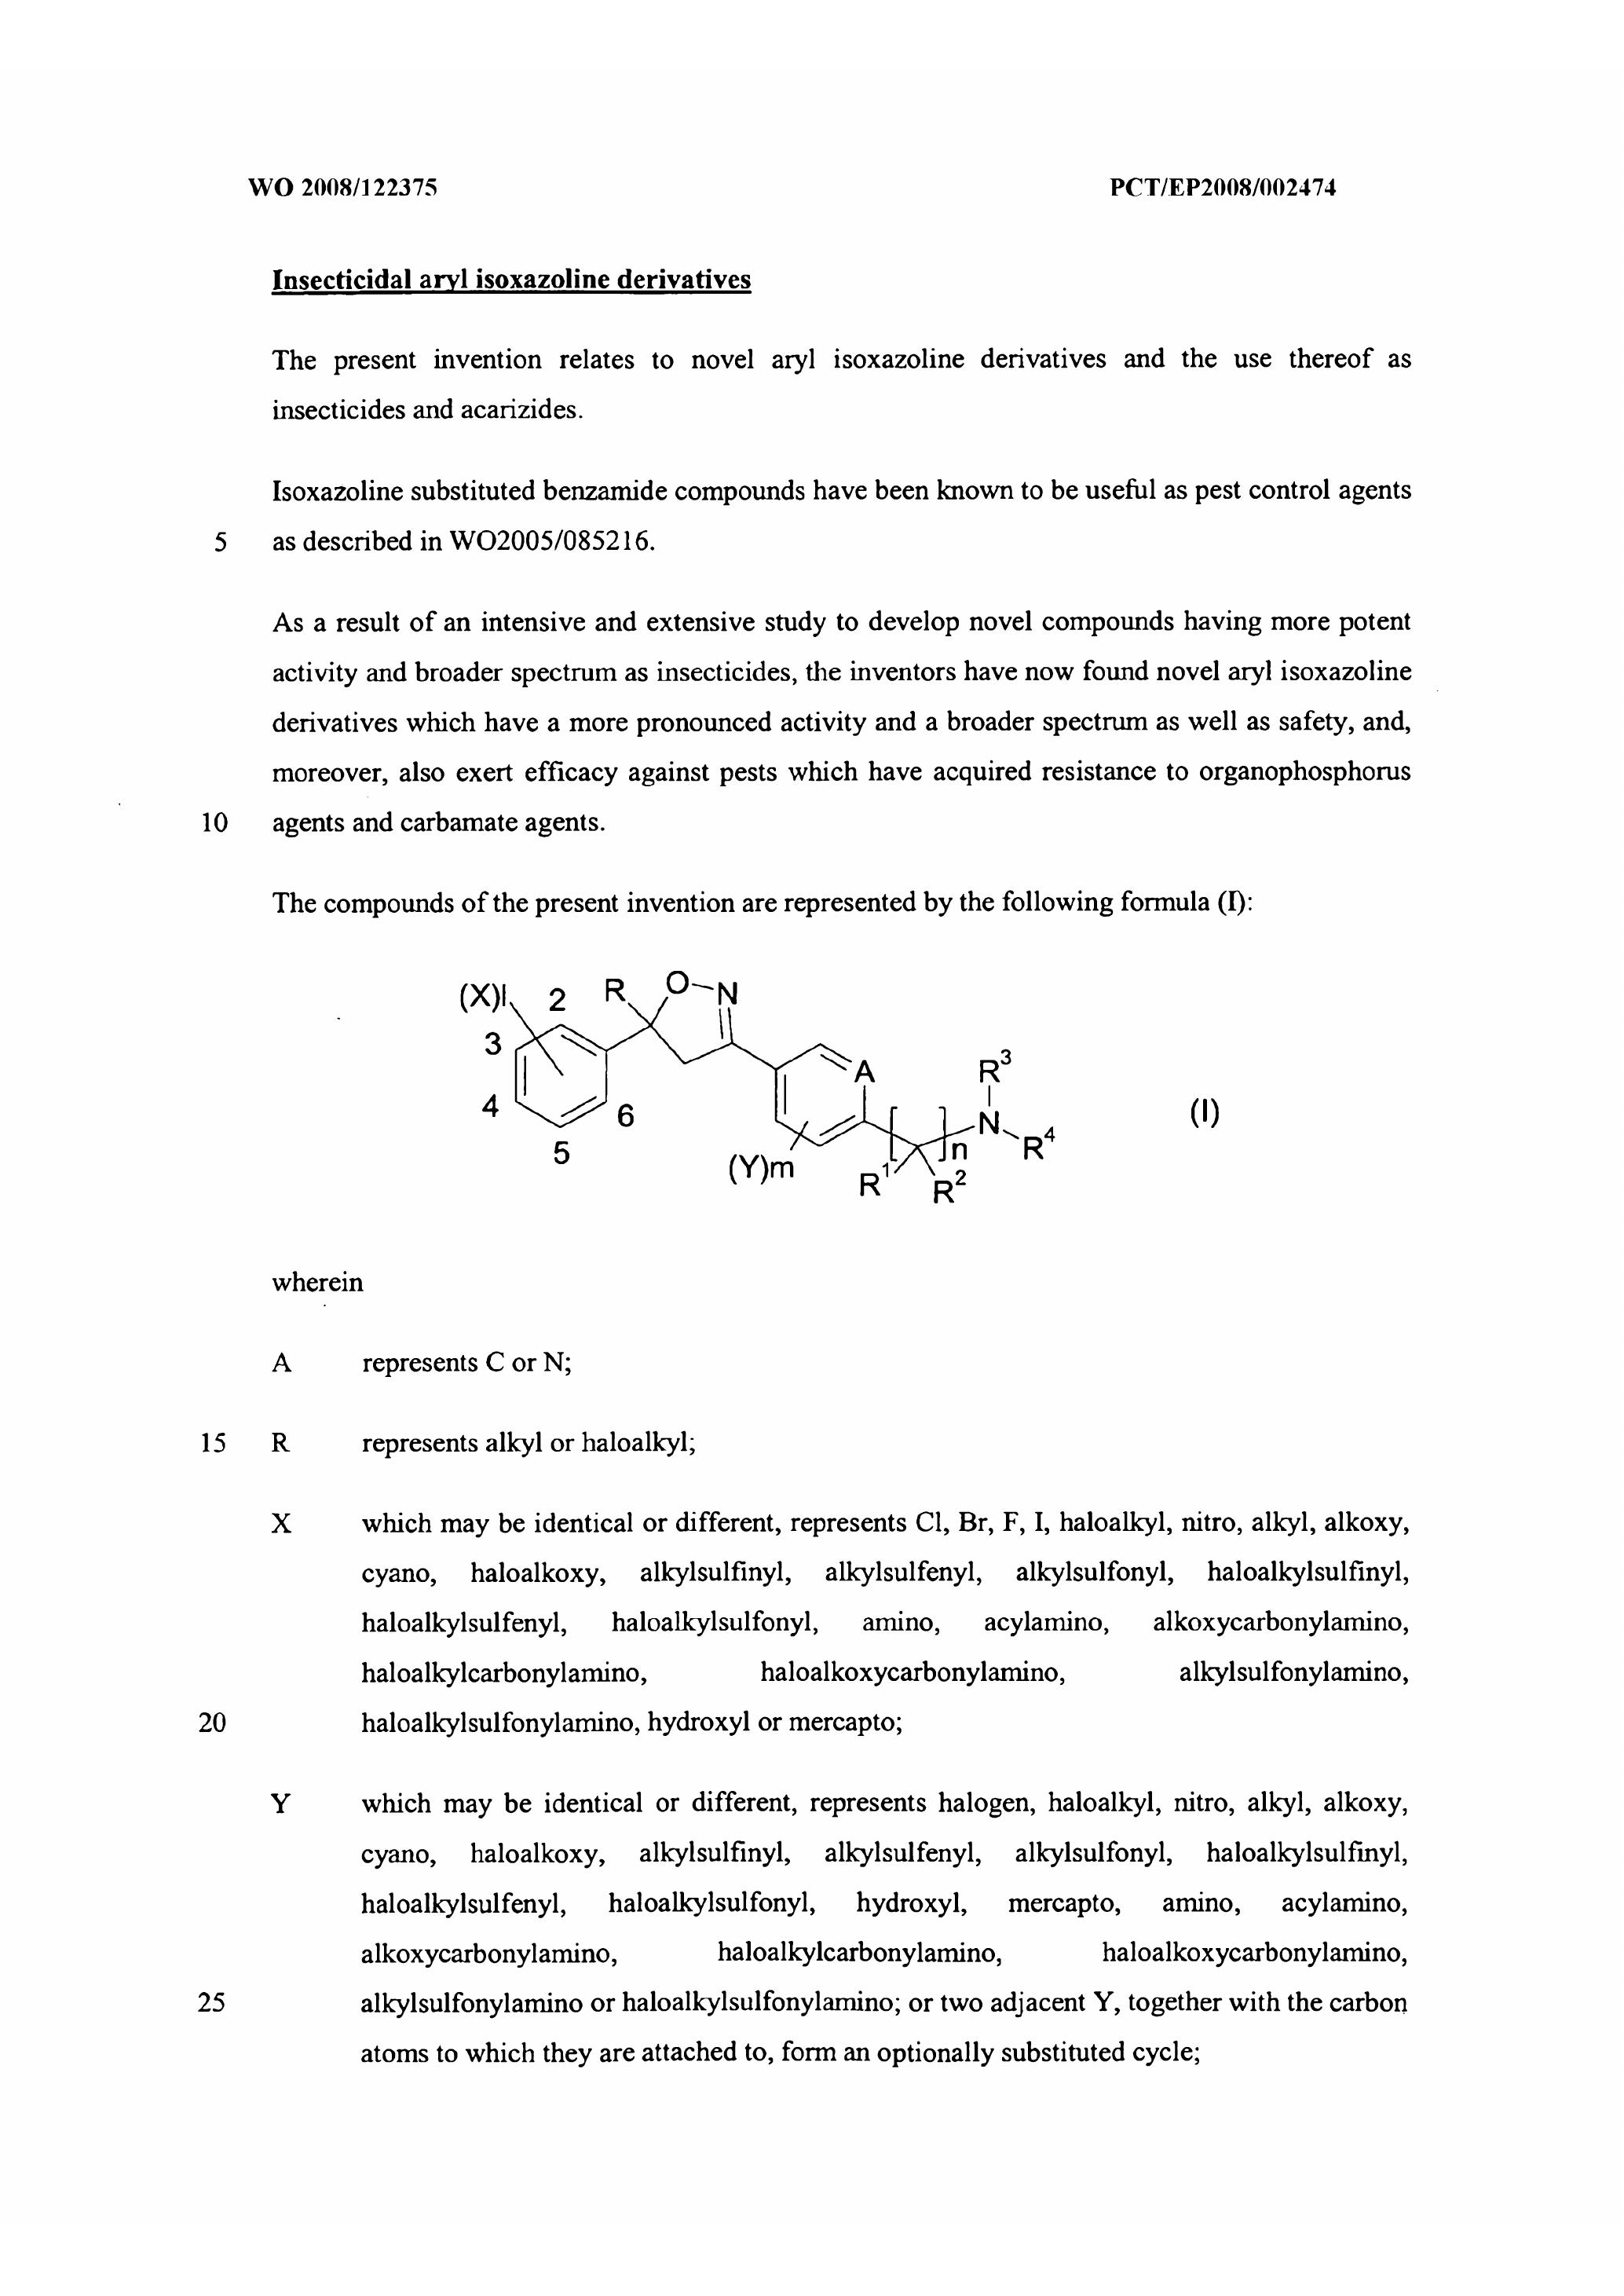 WO 2008/122375 PCT/EP2008/002474
Insecticidal aryl isoxazoline derivatives
The present invention relates to novel aryl isoxazoline derivatives and the use thereof as
insecticides and acarizides.
Isoxazoline substituted benzamide compounds have been known to be useful as pest control agents
5 as described in WO2005/085216.
As a result of an intensive and extensive study to develop novel compounds having more potent
activity and broader spectrum as insecticides, the inventors have now found novel aryl isoxazoline
derivatives which have a more pronounced activity and a broader spectrum as well as safety, and,
moreover, also exert efficacy against pests which have acquired resistance to organophosphorus
10 agents and carbamate agents.
The compounds of the present invention are represented by the following formula (I):
(X)l 2 R O N
3 A R3
4 6 N (I)
5 (Y)m n R4
R1 R2
wherein
A represents C or N;
15 R represents alkyl or haloalkyl;
X which may be identical or different, represents Cl, Br, F, I, haloalkyl, nitro, alkyl, alkoxy,
cyano, haloalkoxy, alkylsulfinyl, alkylsulfenyl, alkylsulfonyl, haloalkylsulfinyl,
haloalkylsulfenyl, haloalkylsulfonyl, amino, acylamino, alkoxycarbonylamino,
haloalkylcarbonylamino, haloalkoxycarbonylamino, alkylsulfonylamino,
20 haloalkylsulfonylamino, hydroxyl or mercapto;
Y which may be identical or different, represents halogen, haloalkyl, nitro, alkyl, alkoxy,
cyano, haloalkoxy, alkylsulfinyl, alkylsulfenyl, alkylsulfonyl, haloalkylsulfinyl,
haloalkylsulfenyl, haloalkylsulfonyl, hydroxyl, mercapto, amino, acylamino,
alkoxycarbonylamino, haloalkylcarbonylamino, haloalkoxycarbonylamino,
25 alkylsulfonylamino or haloalkylsulfonylamino; or two adjacent Y, together with the carbon
atoms to which they are attached to, form an optionally substituted cycle;